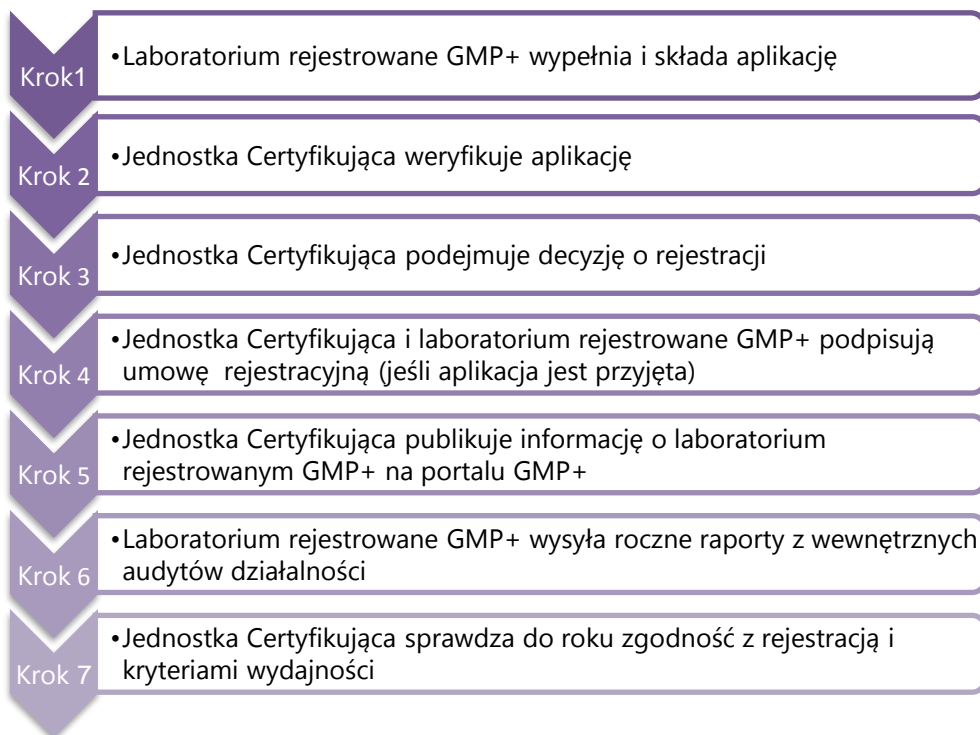 Krok1
•Laboratorium rejestrowane GMP+ wypełnia i składa aplikację
Krok 2
•Jednostka Certyfikująca weryfikuje aplikację
Krok 3
•Jednostka Certyfikująca podejmuje decyzję o rejestracji
Krok 4
•Jednostka Certyfikująca i laboratorium rejestrowane GMP+ podpisują
umowę  rejestracyjną (jeśli aplikacja jest przyjęta)
Krok 5
•Jednostka Certyfikująca publikuje informację o laboratorium
rejestrowanym GMP+ na portalu GMP+
Krok 6
•Laboratorium rejestrowane GMP+ wysyła roczne raporty z wewnętrznych
audytów działalności
Krok 7
•Jednostka Certyfikująca sprawdza do roku zgodność z rejestracją i
kryteriami wydajności